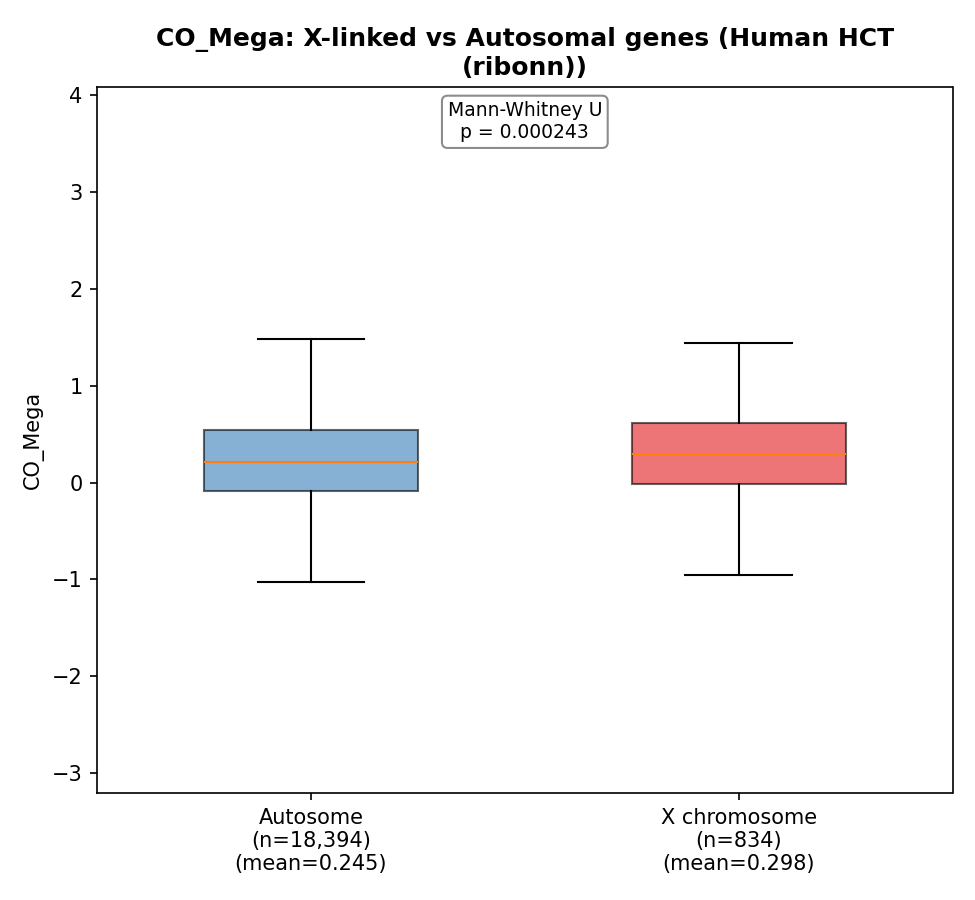 CO_Mega: X-linked vs Autosomal genes (Human HCT
(ribonn))
Mann-Whitney U
p = 0.000243
4
3
2
1
0
−1
−2
−3
CO_Mega
Autosome
(n=18,394)
(mean=0.245)
X chromosome
(n=834)
(mean=0.298)